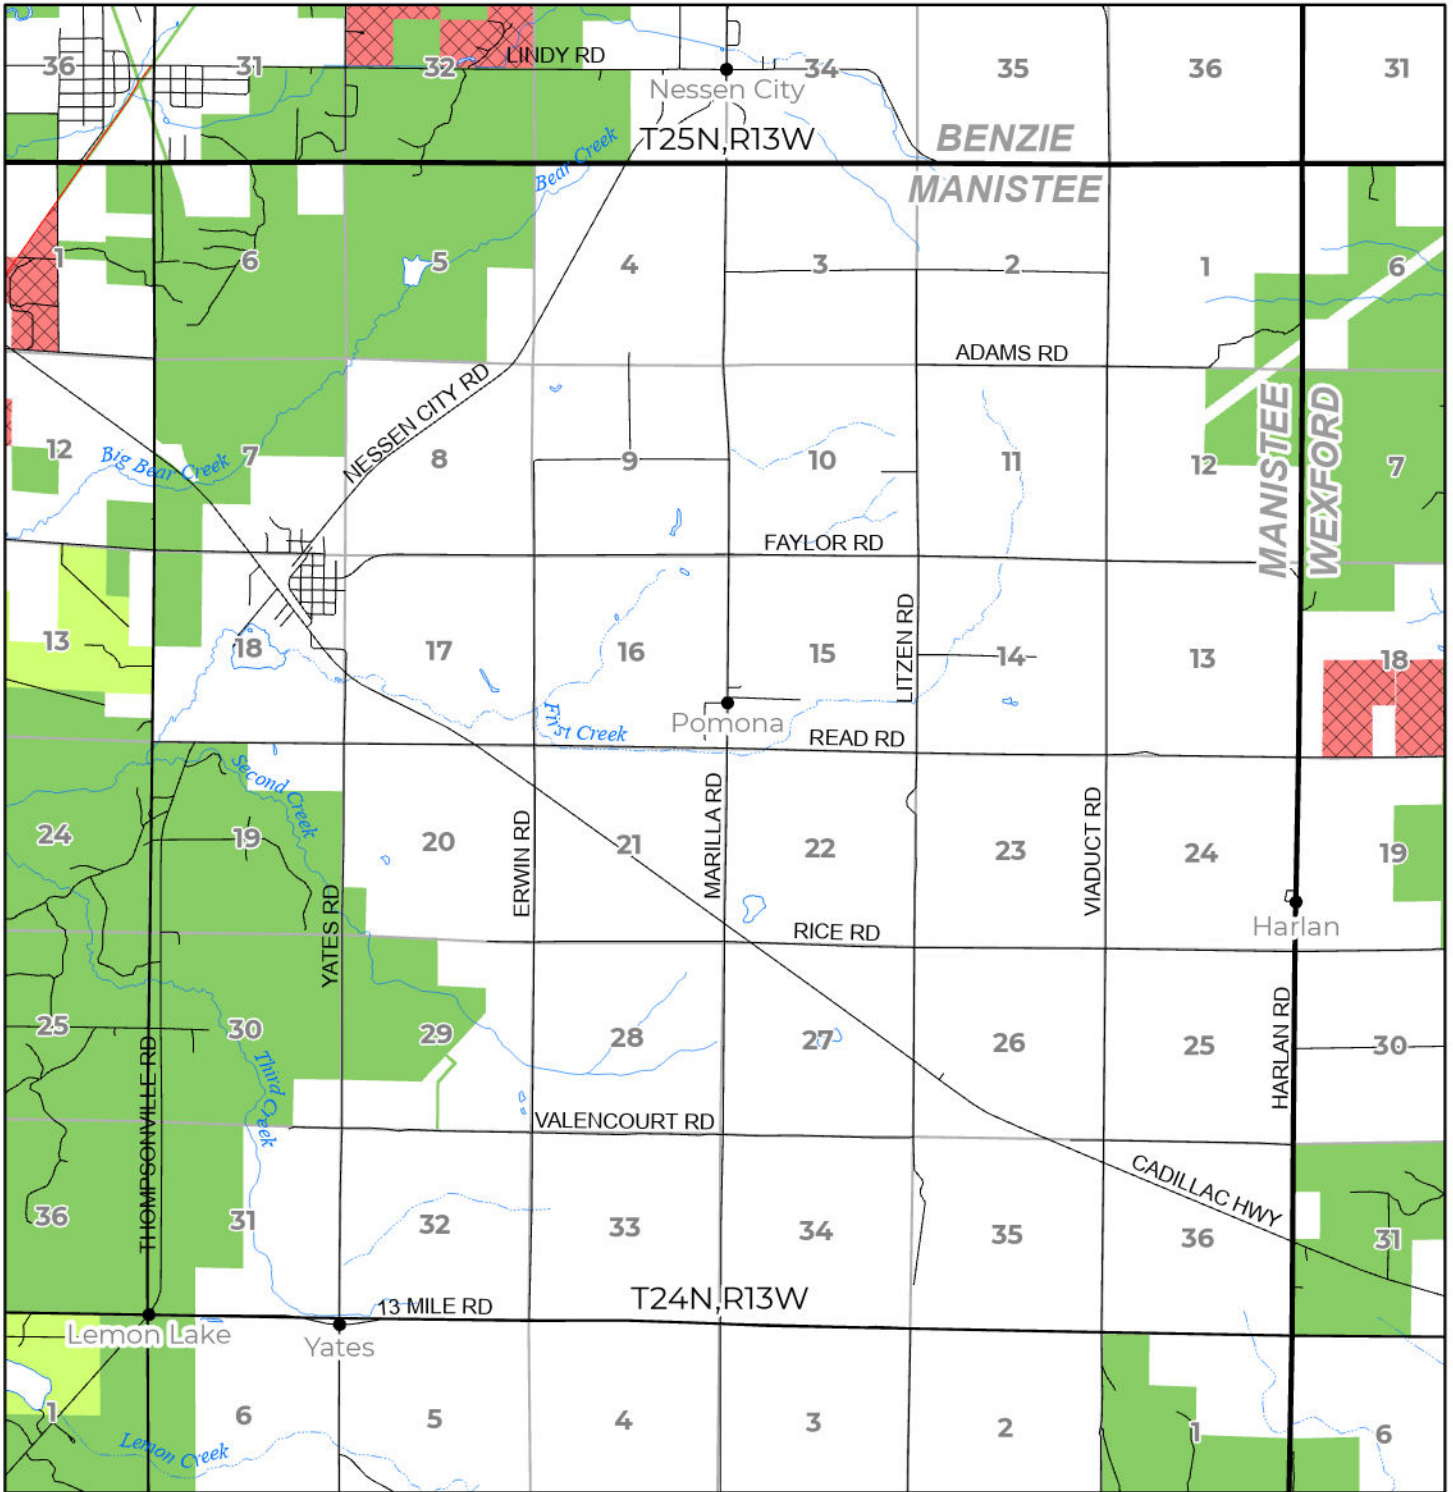 36
31
32
LINDY RD
34
35
36
31
Nessen City
T25N,R13W
BENZIE
Bear Creek
MANISTEE
1
6
5
4
3
2
1
6
ADAMS RD
NESSEN CITY RD
MANISTEE
WEXFORD
12
Big Bear Creek
7
8
9
10
11
12
7
FAYLOR RD
13
18
17
16
15
LITZEN RD
14
13
18
First Creek
Pomona
READ RD
Second Creek
24
19
20
ERWIN RD
21
MARILLA RD
22
23
VIADUCT RD
24
19
YATES RD
RICE RD
Harlan
25
THOMPSONVILLE RD
30
Third Creek
29
28
27
26
25
HARLAN RD
30
VALENCOURT RD
CADILLAC HWY
36
31
32
33
34
35
36
31
T24N,R13W
13 MILE RD
Lemon Lake
Yates
1
6
5
4
3
2
1
6
Lemon Creek